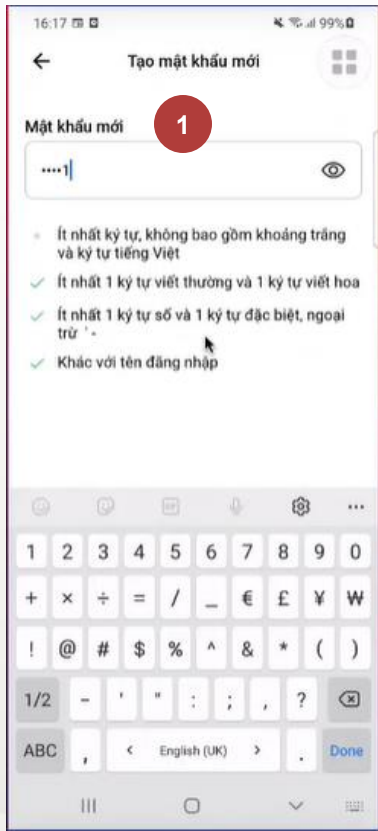 16:17 99%
Tạo mật khẩu mới
Mật khẩu mới
1
••••1
Ít nhất ký tự, không bao gồm khoảng trắng
và ký tự tiếng Việt
Ít nhất 1 ký tự viết thường và 1 ký tự viết hoa
Ít nhất 1 ký tự số và 1 ký tự đặc biệt, ngoại
trừ ' -
Khác với tên đăng nhập
GIF
1 2 3 4 5 6 7 8 9 0
+ × ÷ = / _ € £ ¥ ₩
! @ # $ % ^ & * ( )
1/2 - ' " : ; , ?
ABC , < English (UK) > . Done